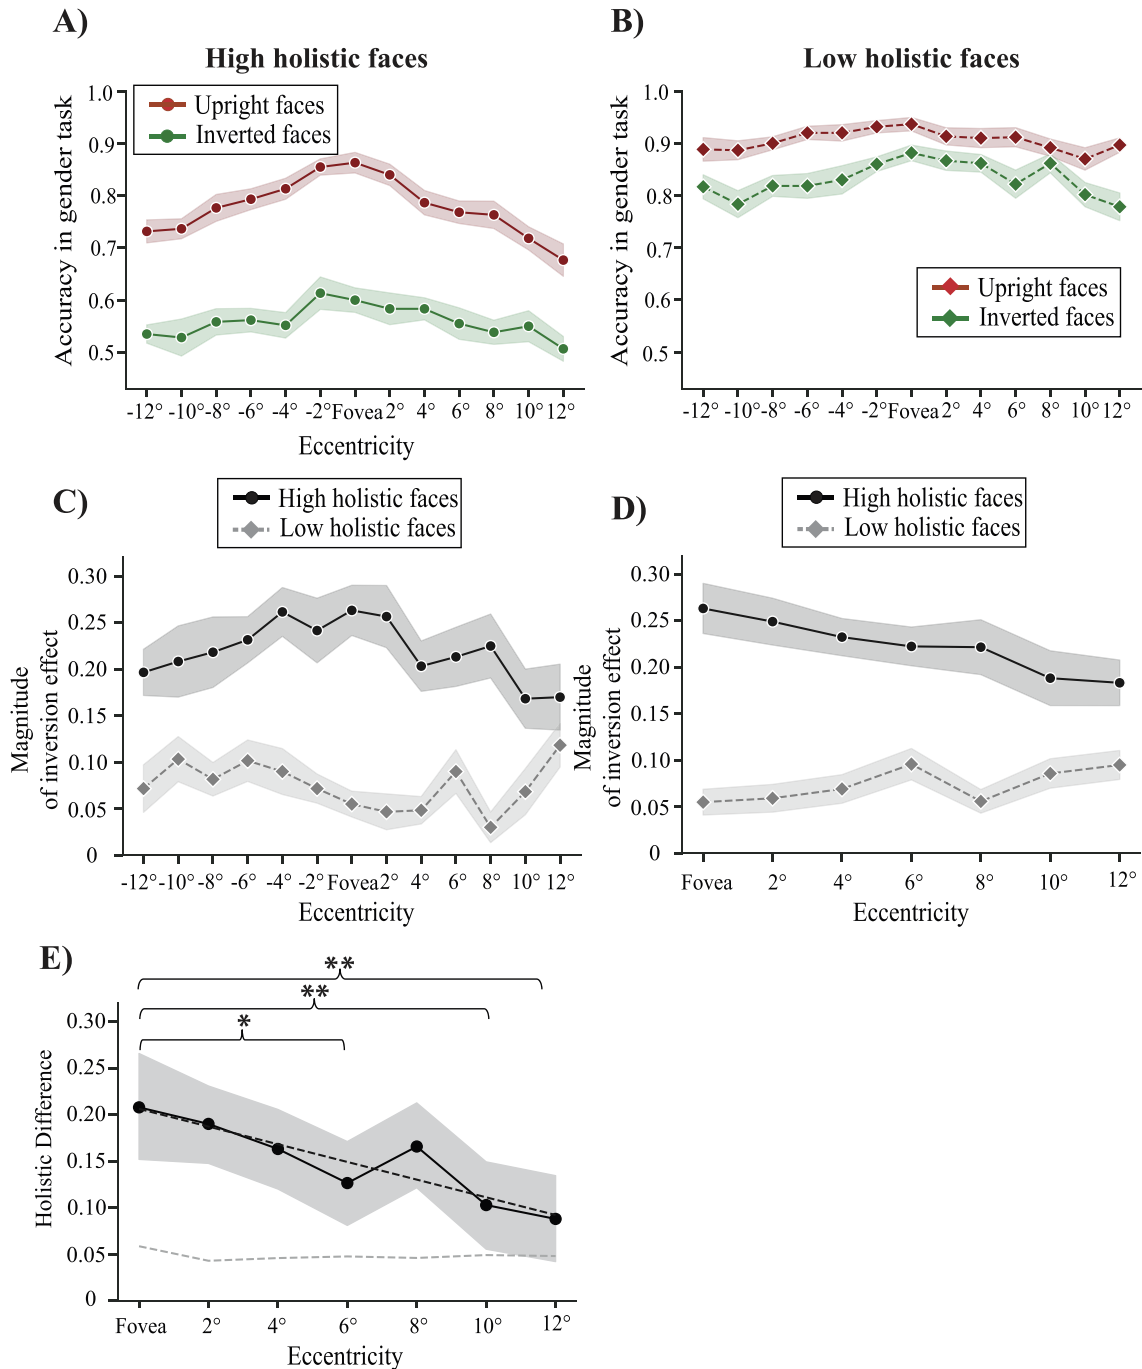 A)
High holistic faces
Upright faces
Inverted faces
Accuracy in gender task
1.0
0.9
0.8
0.7
0.6
0.5
-12° -10° -8° -6° -4° -2° Fovea 2° 4° 6° 8° 10° 12°
Eccentricity
B)
Low holistic faces
Upright faces
Inverted faces
Accuracy in gender task
1.0
0.9
0.8
0.7
0.6
0.5
-12° -10° -8° -6° -4° -2° Fovea 2° 4° 6° 8° 10° 12°
C)
High holistic faces
Low holistic faces
Magnitude
of inversion effect
0.30
0.25
0.20
0.15
0.10
0.05
0
-12° -10° -8° -6° -4° -2° Fovea 2° 4° 6° 8° 10° 12°
Eccentricity
D)
High holistic faces
Low holistic faces
Magnitude
of inversion effect
0.30
0.25
0.20
0.15
0.10
0.05
0
Fovea 2° 4° 6° 8° 10° 12°
Eccentricity
E)
**
**
*
Holistic Difference
0.30
0.25
0.20
0.15
0.10
0.05
0
Fovea 2° 4° 6° 8° 10° 12°
Eccentricity